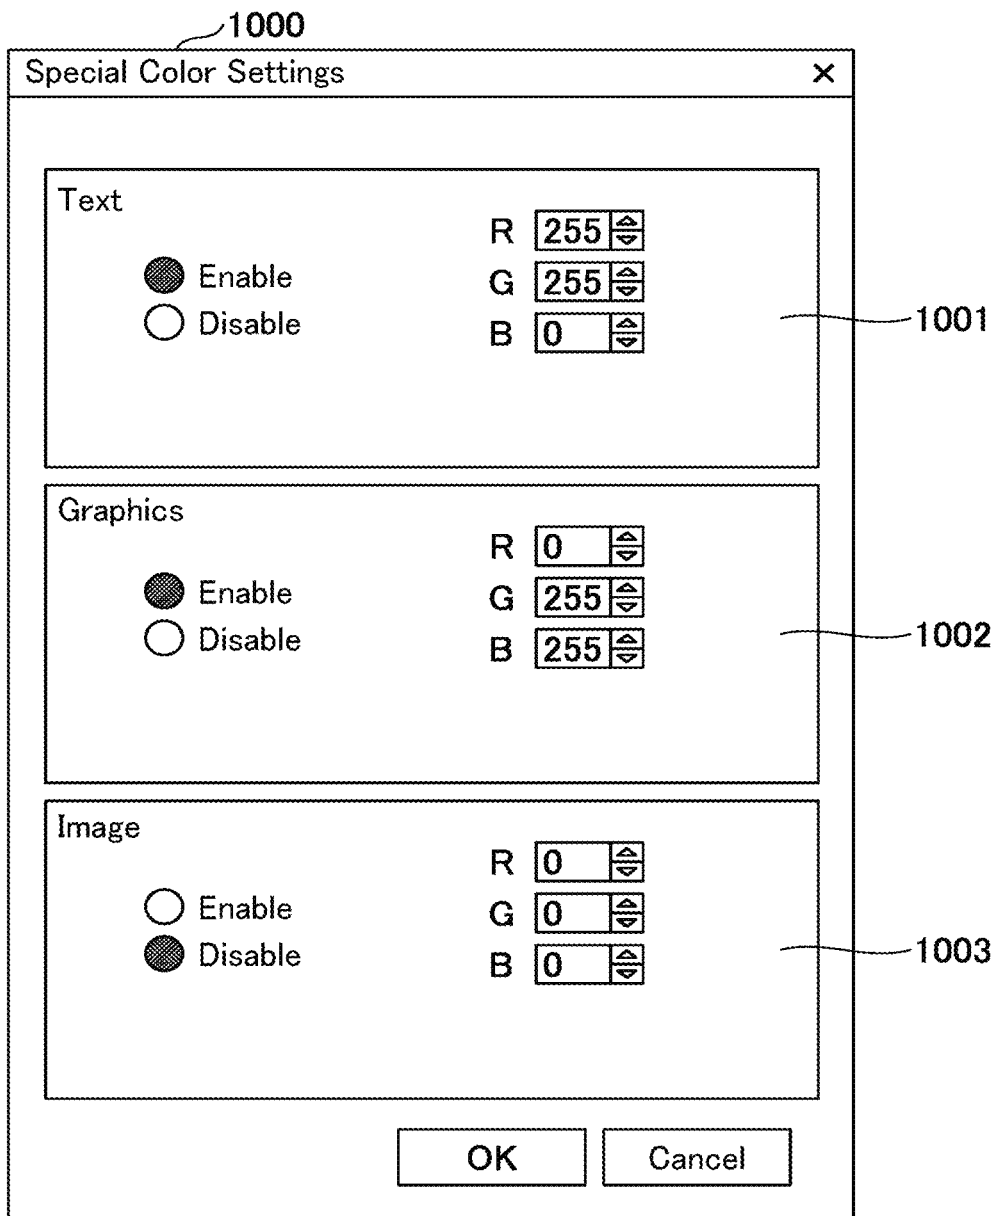 1000
Special Color Settings ×
Text
R 255
Enable
G 255
Disable
B 0
1001
Graphics
R 0
Enable
G 255
Disable
B 255
1002
Image
R 0
Enable
G 0
Disable
B 0
1003
OK Cancel